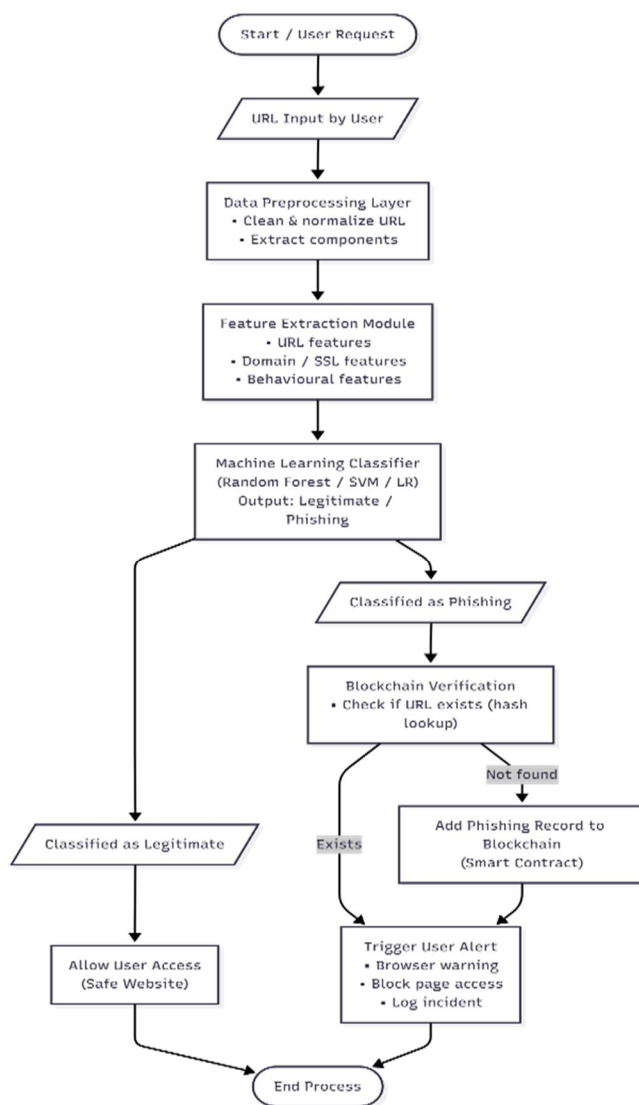 Start / User Request
URL Input by User
Data Preprocessing Layer
▪ Clean & normalize URL
▪ Extract components
Feature Extraction Module
▪ URL features
▪ Domain / SSL features
▪ Behavioural features
Machine Learning Classifier
(Random Forest / SVM / LR)
Output: Legitimate /
Phishing
Classified as Phishing
Blockchain Verification
▪ Check if URL exists (hash
lookup)
Not found
Add Phishing Record to
Blockchain
(Smart Contract)
Exists
Classified as Legitimate
Trigger User Alert
▪ Browser warning
▪ Block page access
▪ Log incident
Allow User Access
(Safe Website)
End Process